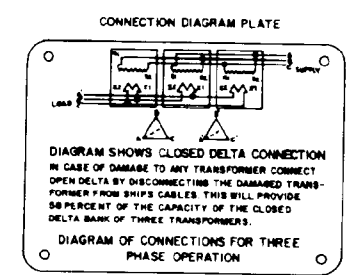 CONNECTION DIAGRAM PLATE
SUPPLY
LOAD
DIAGRAM SHOWS CLOSED DELTA CONNECTION
IN CASE OF DAMAGE TO ANY TRANSFORMER CONNECT
OPEN DELTA BY DISCONNECTING THE DAMAGED TRANS-
FORMER FROM SHIPS CABLES. THIS WILL PROVIDE
58 PERCENT OF THE CAPACITY OF THE CLOSED
DELTA BANK OF THREE TRANSFORMERS.
DIAGRAM OF CONNECTIONS FOR THREE
PHASE OPERATION